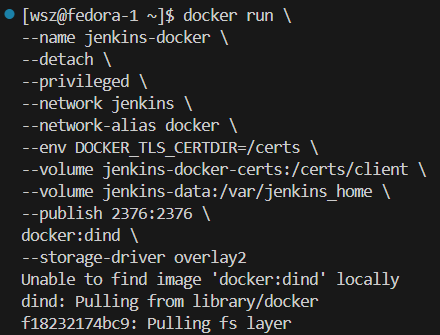 [wsz@fedora-1 ~]$ docker run \
--name jenkins-docker \
--detach \
--privileged \
--network jenkins \
--network-alias docker \
--env DOCKER_TLS_CERTDIR=/certs \
--volume jenkins-docker-certs:/certs/client \
--volume jenkins-data:/var/jenkins_home \
--publish 2376:2376 \
docker:dind \
--storage-driver overlay2
Unable to find image 'docker:dind' locally
dind: Pulling from library/docker
f18232174bc9: Pulling fs layer